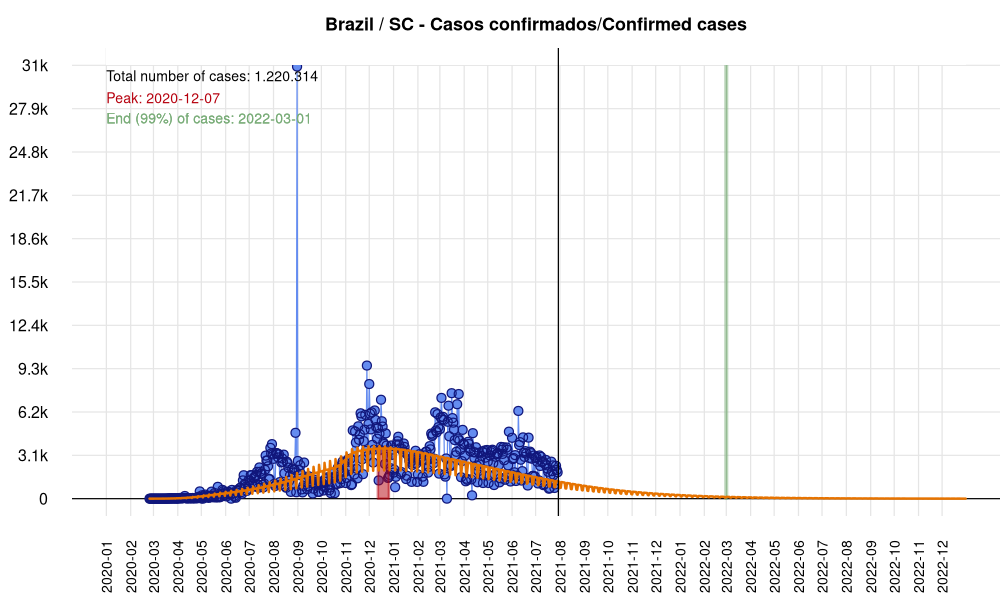 Brazil / SC - Casos confirmados/Confirmed cases
Total number of cases: 1.220.314
Peak: 2020-12-07
End (99%) of cases: 2022-03-01
31k
27.9k
24.8k
21.7k
18.6k
15.5k
12.4k
9.3k
6.2k
3.1k
0
2020-01
2020-02
2020-03
2020-04
2020-05
2020-06
2020-07
2020-08
2020-09
2020-10
2020-11
2020-12
2021-01
2021-02
2021-03
2021-04
2021-05
2021-06
2021-07
2021-08
2021-09
2021-10
2021-11
2021-12
2022-01
2022-02
2022-03
2022-04
2022-05
2022-06
2022-07
2022-08
2022-09
2022-10
2022-11
2022-12